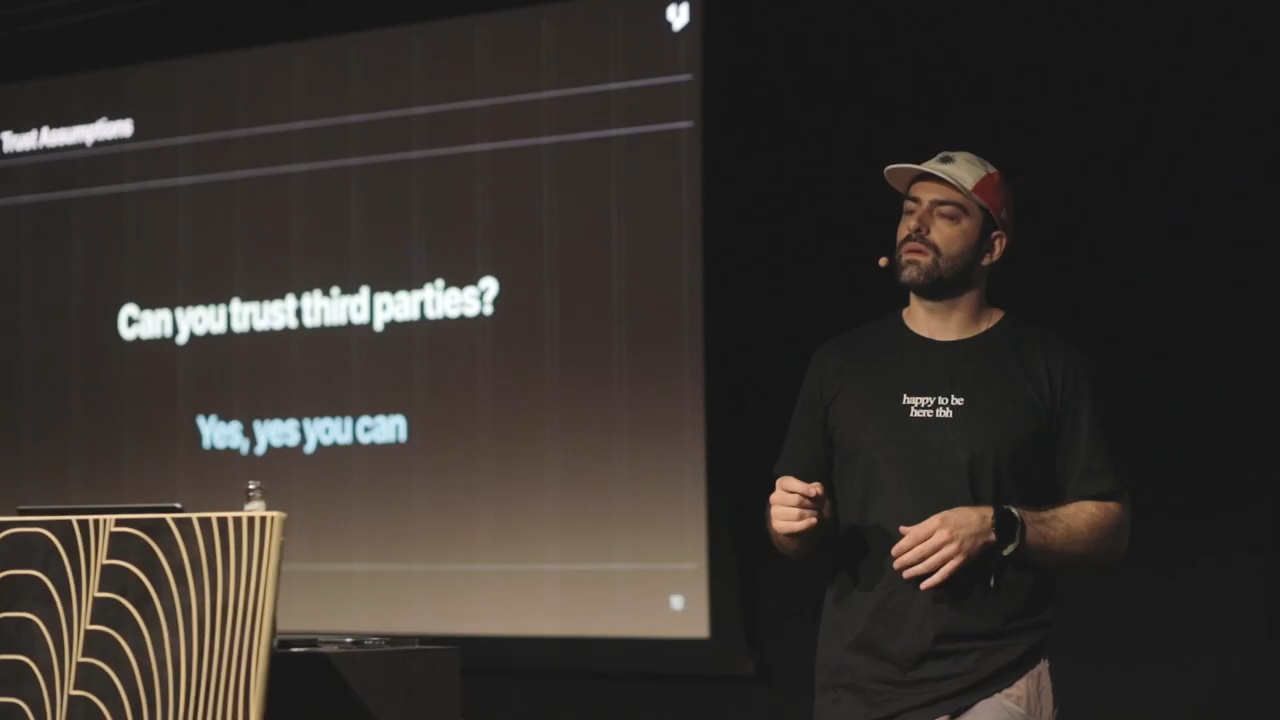 Trust Assumptions
Can you trust third parties?
Yes, yes you can
happy to be
here tbh